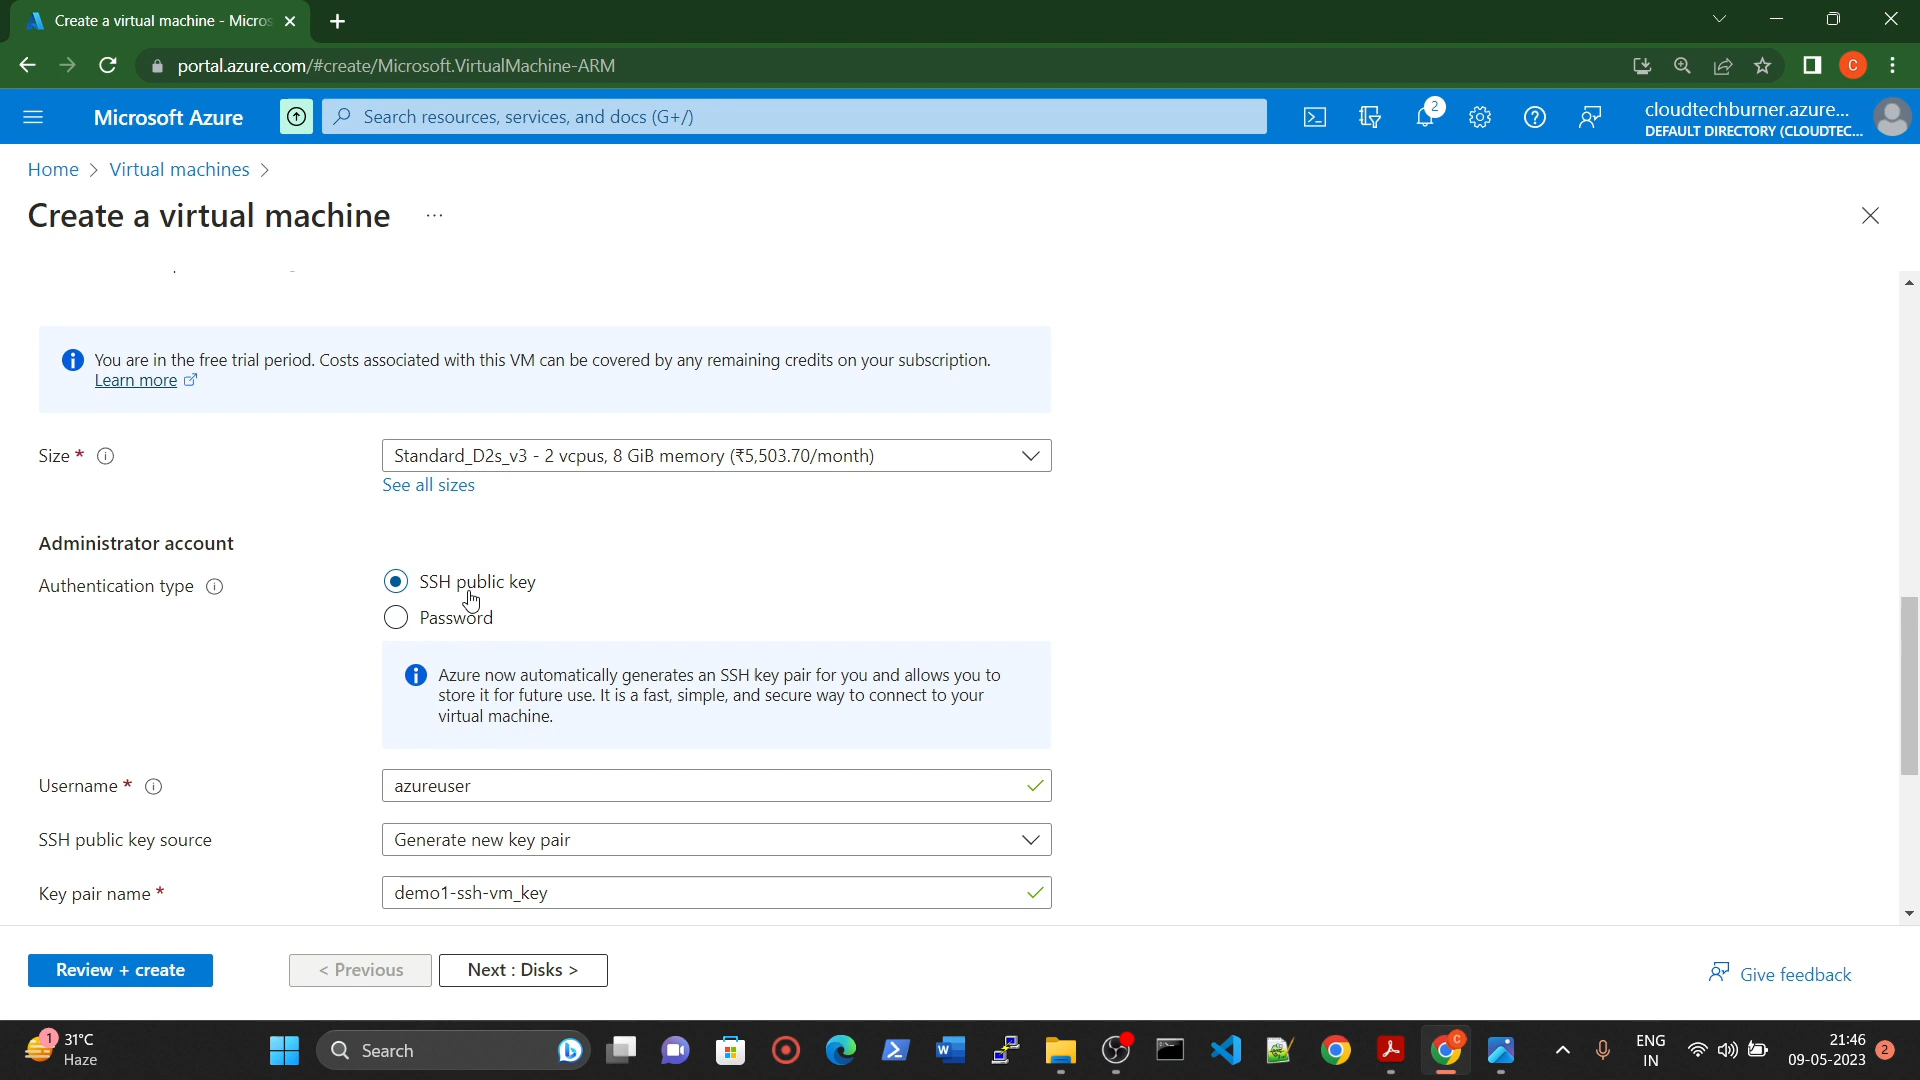 Create a virtual machine - Micros
portal.azure.com/#create/Microsoft.VirtualMachine-ARM
C
Microsoft Azure
Search resources, services, and docs (G+/)
2
cloudtechburner.azure...
DEFAULT DIRECTORY (CLOUDTEC...
Home > Virtual machines >
Create a virtual machine ...
You are in the free trial period. Costs associated with this VM can be covered by any remaining credits on your subscription.
Learn more
Size *
Standard_D2s_v3 - 2 vcpus, 8 GiB memory (₹5,503.70/month)
See all sizes
Administrator account
Authentication type
SSH public key
Password
Azure now automatically generates an SSH key pair for you and allows you to
store it for future use. It is a fast, simple, and secure way to connect to your
virtual machine.
Username *
azureuser
SSH public key source
Generate new key pair
Key pair name *
demo1-ssh-vm_key
Review + create
< Previous
Next : Disks >
Give feedback
1
31°C
Haze
Search
C
ENG
IN
21:46
09-05-2023
2